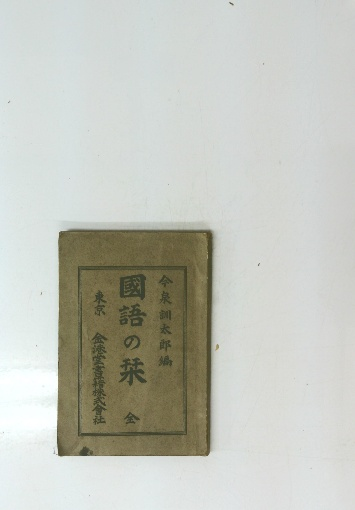 今泉釧太郎編
國語の栞 全
東京 金港堂書籍株式會社